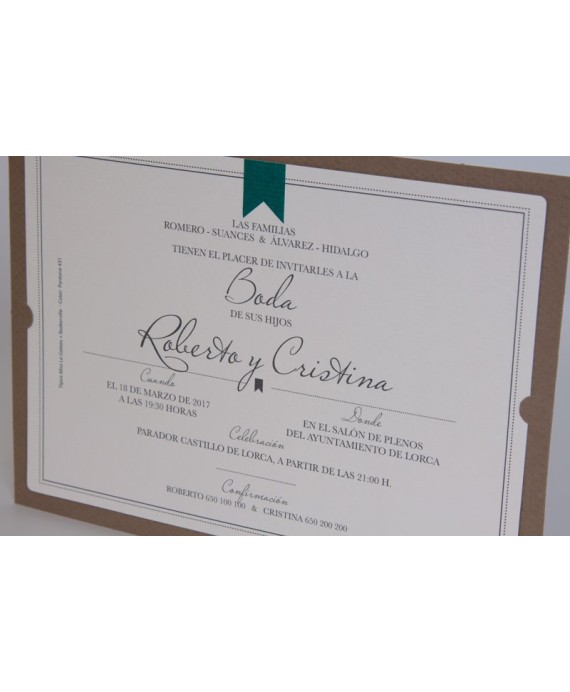 LAS FAMILIAS
ROMERO - SUANCES & ÁLVAREZ - HIDALGO
TIENEN EL PLACER DE INVITARLES A LA
Boda
DE SUS HIJOS
Roberto y Cristina
Cuando
EL 18 DE MARZO DE 2017
A LAS 19:30 HORAS
Donde
EN EL SALÓN DE PLENOS
DEL AYUNTAMIENTO DE LORCA
Celebración
PARADOR CASTILLO DE LORCA, A PARTIR DE LAS 21:00 H.
Confirmación
ROBERTO 650 100 100 & CRISTINA 650 200 200